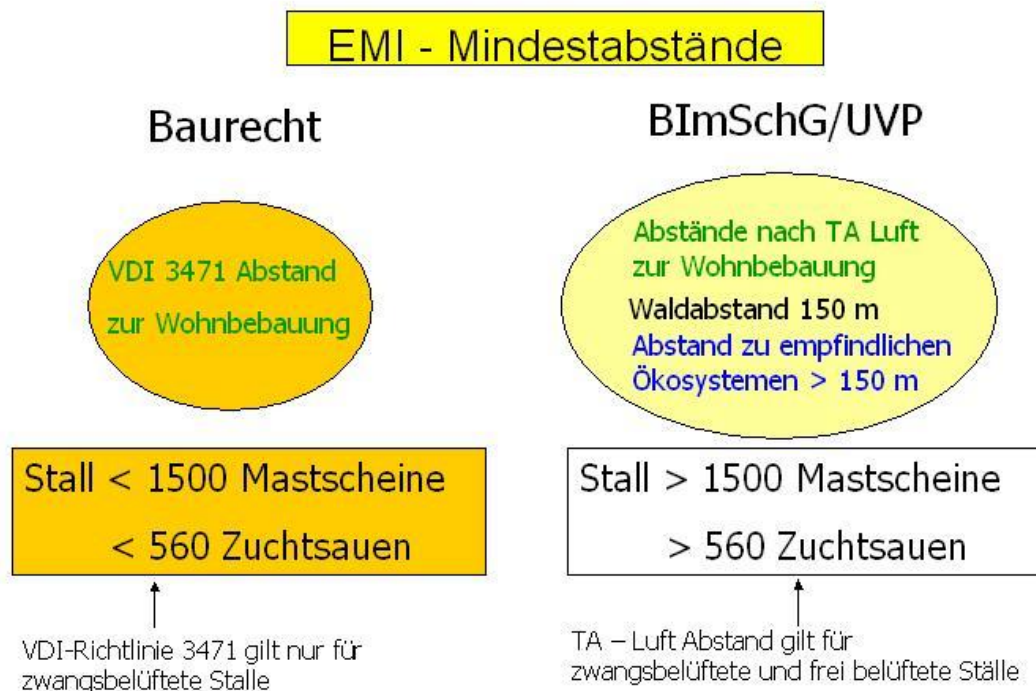 EMI - Mindestabstände
Baurecht
VDI 3471 Abstand
zur Wohnbebauung
Stall < 1500 Mastscheine
< 560 Zuchtsauen
VDI-Richtlinie 3471 gilt nur für
zwangsbelüftete Stalle
BImSchG/UVP
Abstände nach TA Luft
zur Wohnbebauung
Waldabstand 150 m
Abstand zu empfindlichen
Ökosystemen > 150 m
Stall > 1500 Mastscheine
> 560 Zuchtsauen
TA – Luft Abstand gilt für
zwangsbelüftete und frei belüftete Ställe